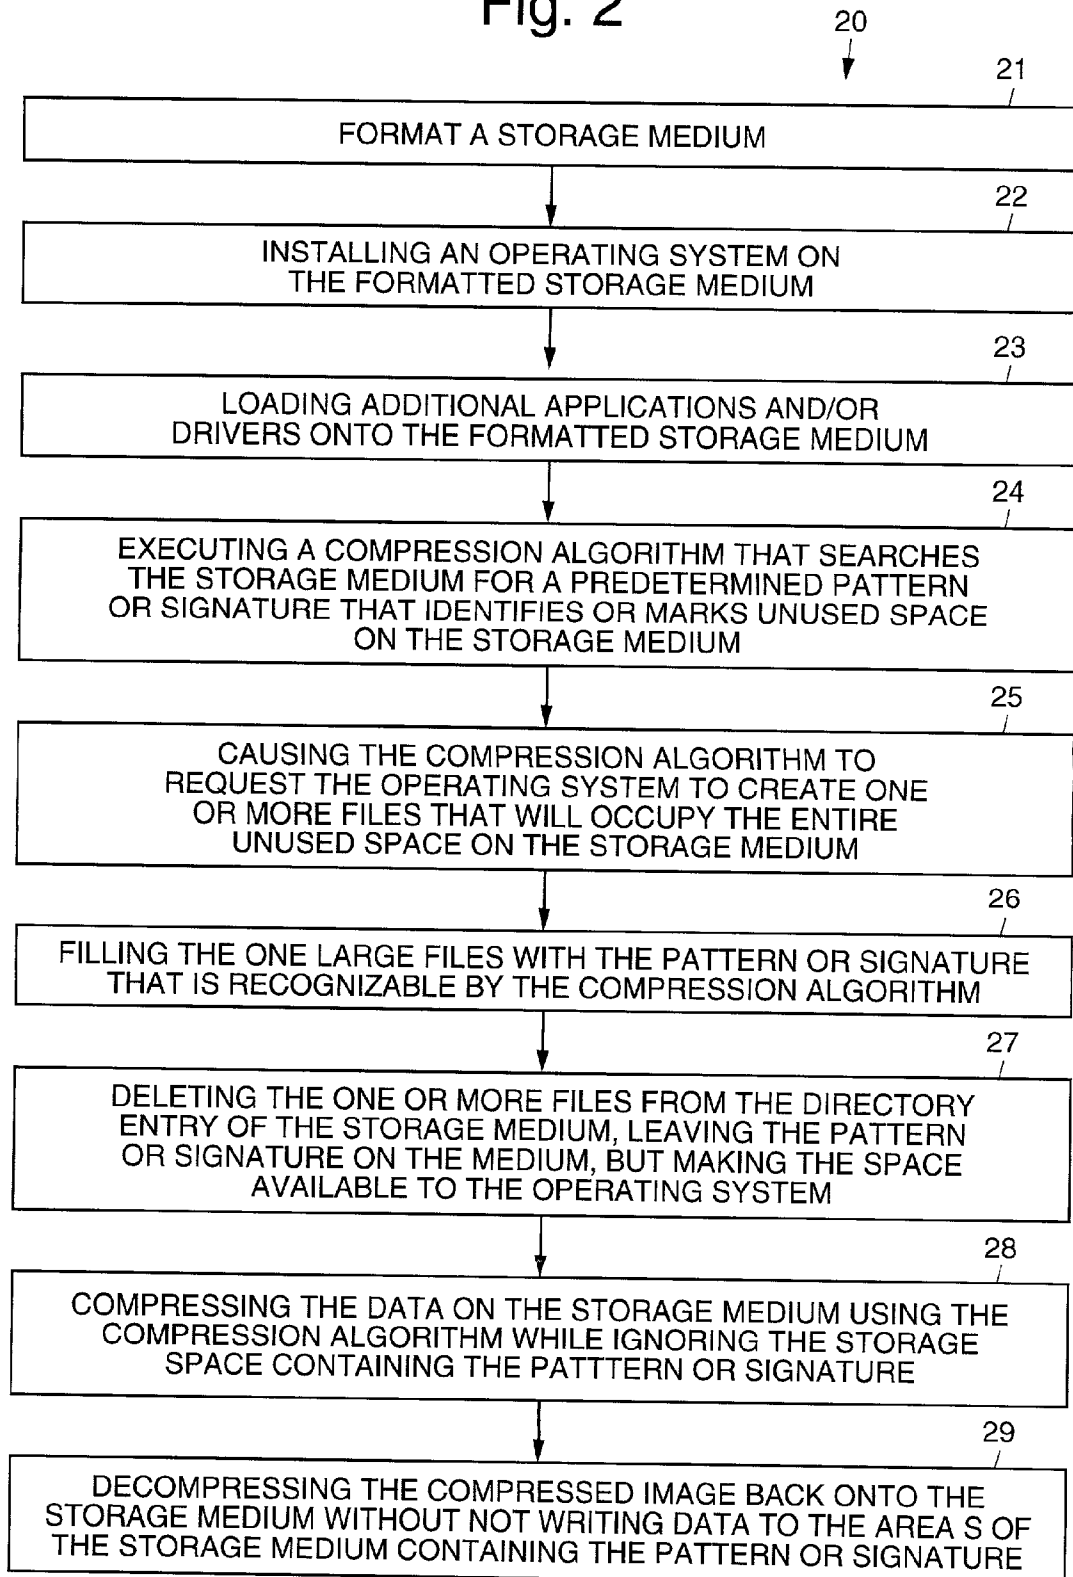 Fig. 2
20
21
FORMAT A STORAGE MEDIUM
22
INSTALLING AN OPERATING SYSTEM ON
THE FORMATTED STORAGE MEDIUM
23
LOADING ADDITIONAL APPLICATIONS AND/OR
DRIVERS ONTO THE FORMATTED STORAGE MEDIUM
24
EXECUTING A COMPRESSION ALGORITHM THAT SEARCHES
THE STORAGE MEDIUM FOR A PREDETERMINED PATTERN
OR SIGNATURE THAT IDENTIFIES OR MARKS UNUSED SPACE
ON THE STORAGE MEDIUM
25
CAUSING THE COMPRESSION ALGORITHM TO
REQUEST THE OPERATING SYSTEM TO CREATE ONE
OR MORE FILES THAT WILL OCCUPY THE ENTIRE
UNUSED SPACE ON THE STORAGE MEDIUM
26
FILLING THE ONE LARGE FILES WITH THE PATTERN OR SIGNATURE
THAT IS RECOGNIZABLE BY THE COMPRESSION ALGORITHM
27
DELETING THE ONE OR MORE FILES FROM THE DIRECTORY
ENTRY OF THE STORAGE MEDIUM, LEAVING THE PATTERN
OR SIGNATURE ON THE MEDIUM, BUT MAKING THE SPACE
AVAILABLE TO THE OPERATING SYSTEM
28
COMPRESSING THE DATA ON THE STORAGE MEDIUM USING THE
COMPRESSION ALGORITHM WHILE IGNORING THE STORAGE
SPACE CONTAINING THE PATTTERN OR SIGNATURE
29
DECOMPRESSING THE COMPRESSED IMAGE BACK ONTO THE
STORAGE MEDIUM WITHOUT NOT WRITING DATA TO THE AREA S OF
THE STORAGE MEDIUM CONTAINING THE PATTERN OR SIGNATURE